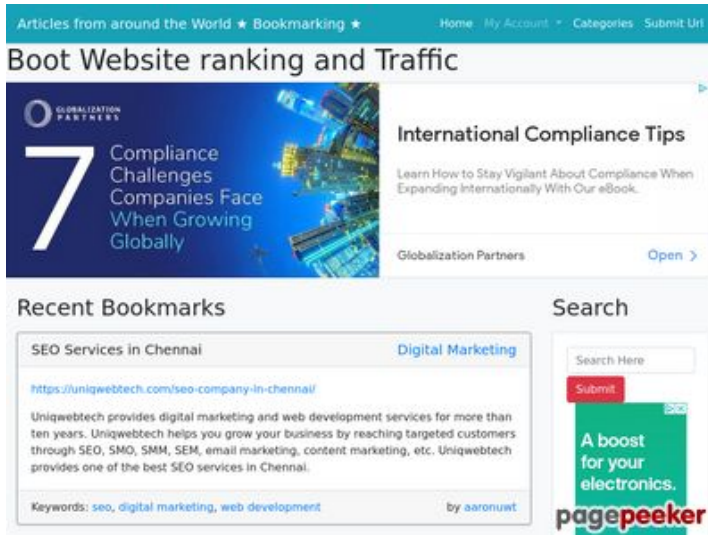 Articles from around the World ★ Bookmarking ★ Home My Account Categories Submit Url
Boot Website ranking and Traffic
GLOBALIZATION
PARTNERS
7
Compliance
Challenges
Companies Face
When Growing
Globally
International Compliance Tips
Learn How to Stay Vigilant About Compliance When
Expanding Internationally With Our eBook.
Globalization Partners Open >
Recent Bookmarks
SEO Services in Chennai Digital Marketing
https://uniqwebtech.com/seo-company-in-chennai/
Uniqwebtech provides digital marketing and web development services for more than
ten years. Uniqwebtech helps you grow your business by reaching targeted customers
through SEO, SMO, SMM, SEM, email marketing, content marketing, etc. Uniqwebtech
provides one of the best SEO services in Chennai.
Keywords: seo, digital marketing, web development by aaronuwt
Search
Search Here
Submit
A boost
for your
electronics.
pagepeeker